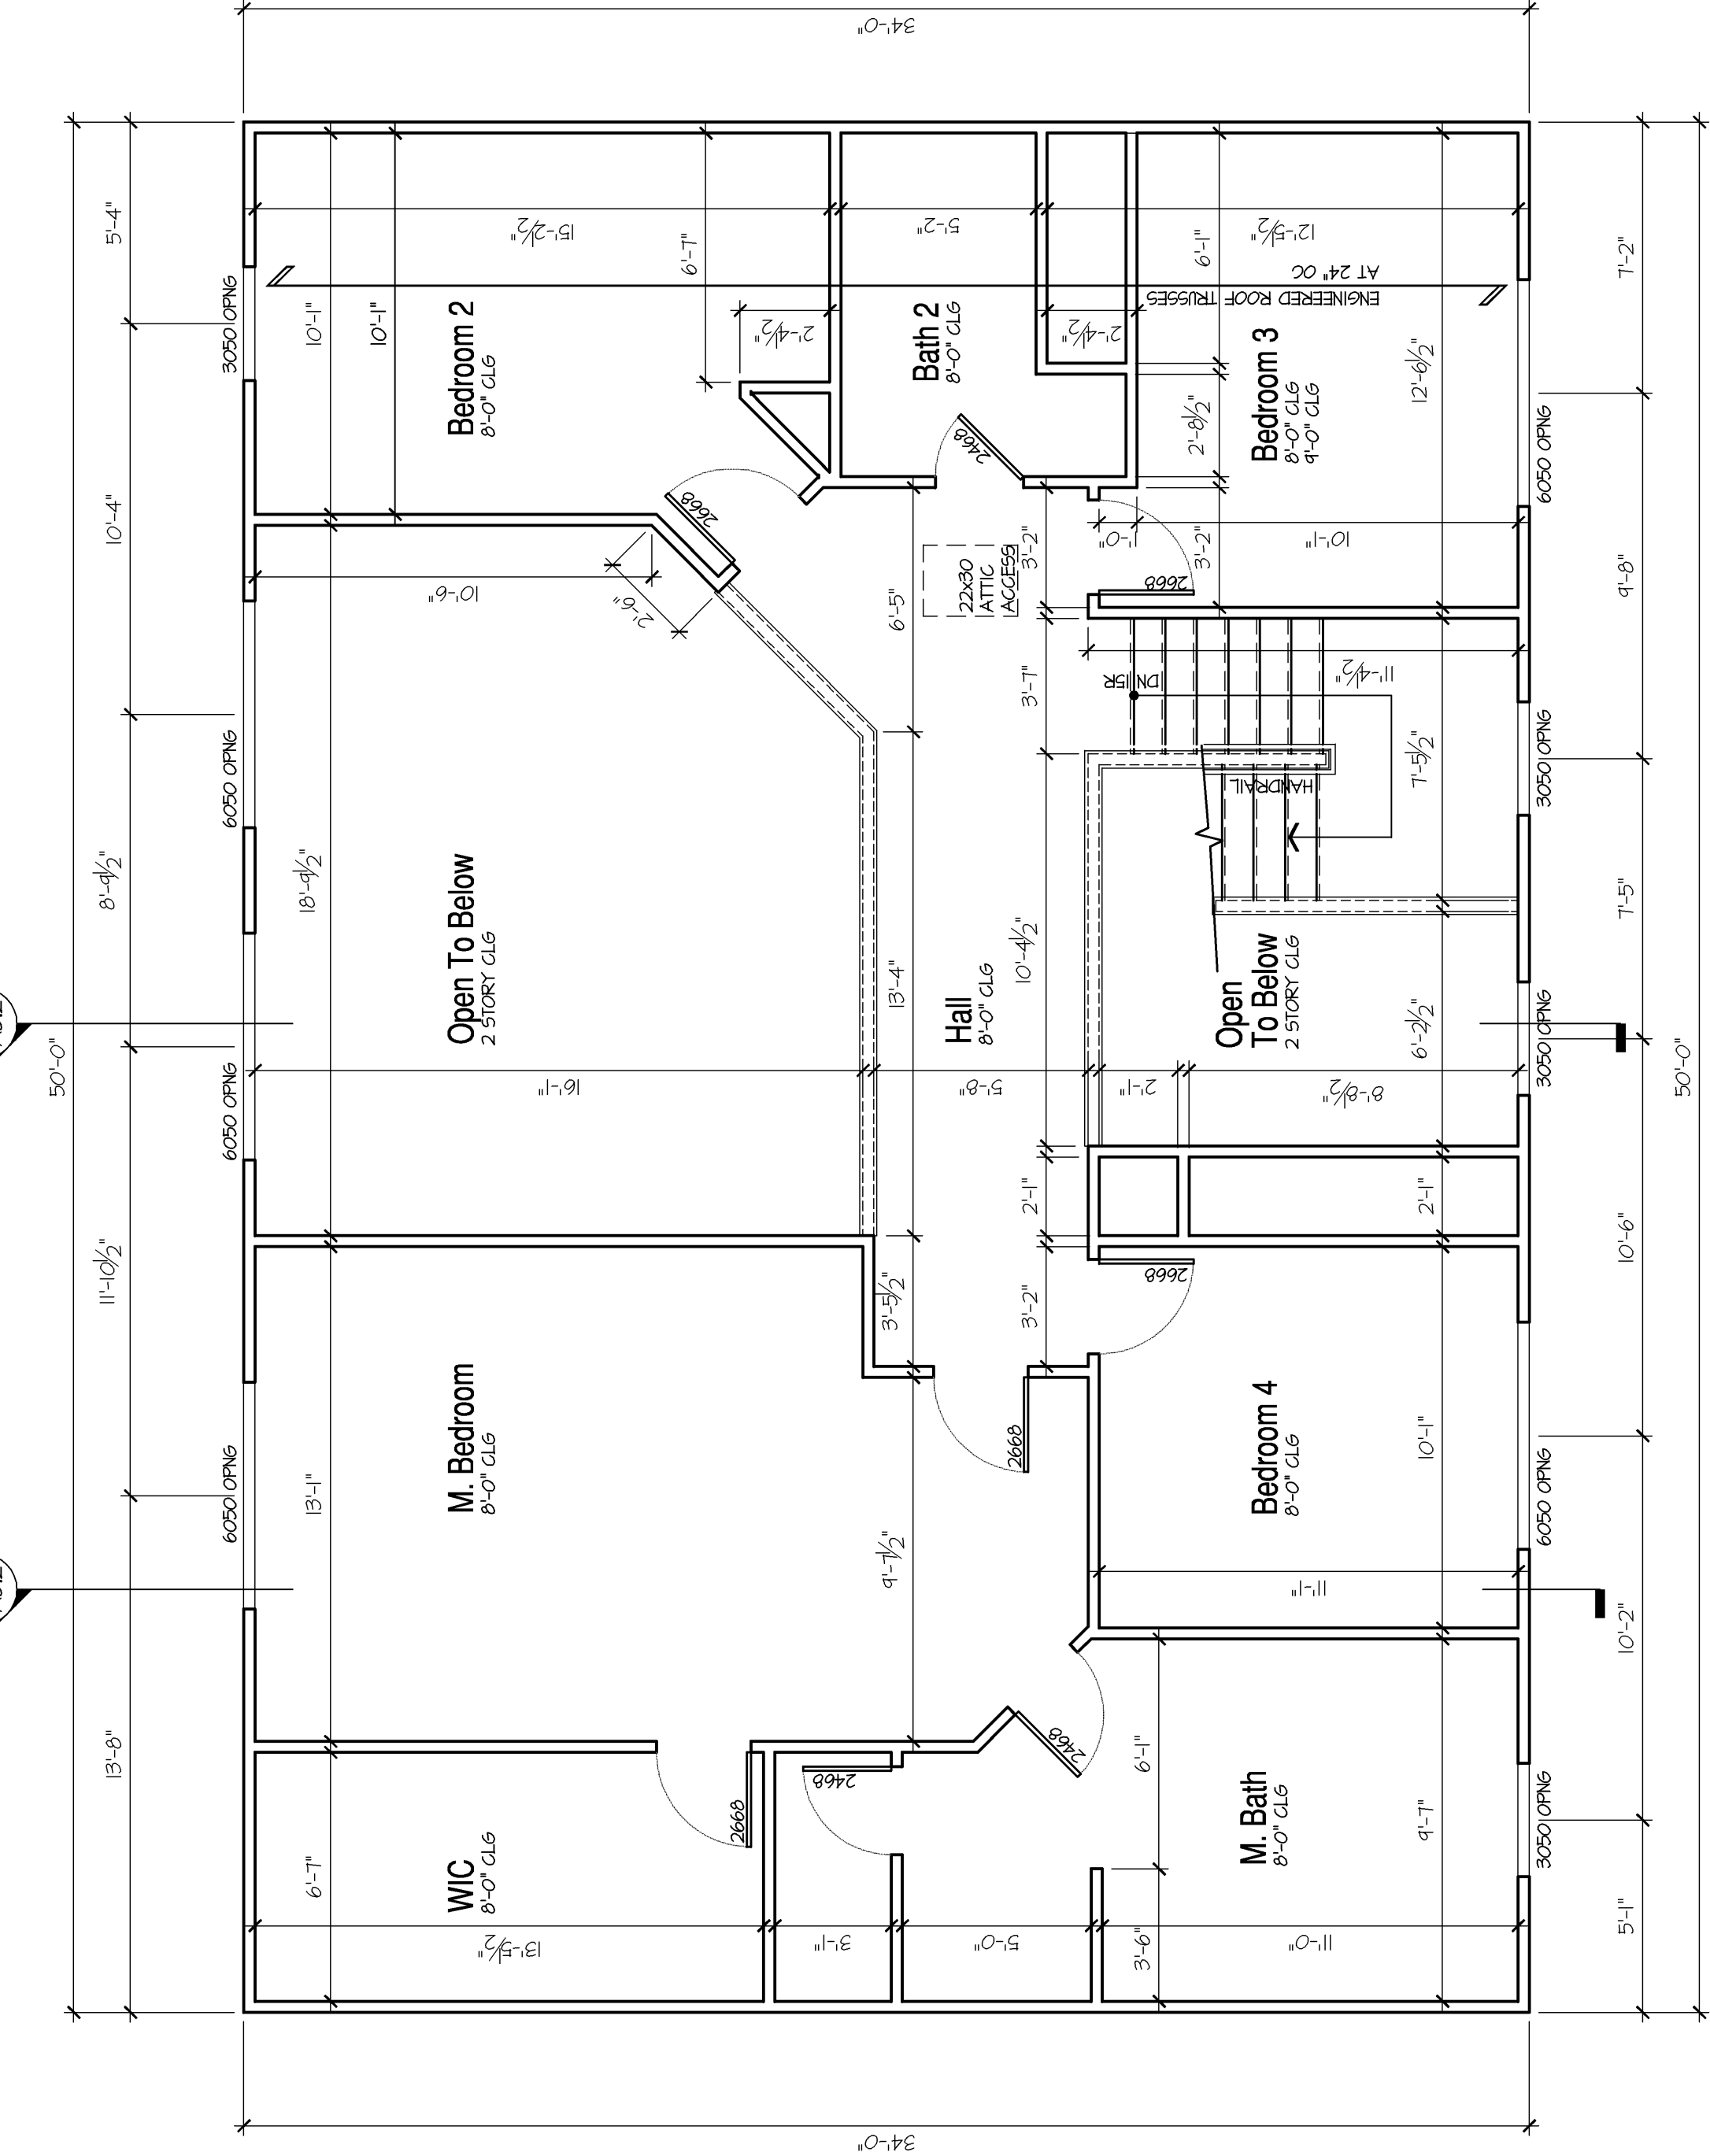 50'-0"
13'-8"
11'-10½"
8'-9½"
10'-4"
5'-4"
6050 OPNG
6050 OPNG
6050 OPNG
3050 OPNG
34'-0"
34'-0"
6'-7"
13'-1"
18'-9½"
10'-1"
10'-1"
WIC
8'-0" CLG
M. Bedroom
8'-0" CLG
Open To Below
2 STORY CLG
Bedroom 2
8'-0" CLG
13'-5½"
16'-1"
10'-6"
2'-6"
15'-2½"
6'-7"
2'-4½"
2668
2668
2468
3'-1"
9'-7½"
3'-5½"
13'-4"
6'-5"
Bath 2
8'-0" CLG
5'-2"
2468
Hall
8'-0" CLG
5'-8"
22x30
ATTIC
ACCESS
5'-0"
2668
2468
3'-2"
2'-1"
10'-4½"
3'-7"
3'-2"
1'-0"
2'-4½"
3'-6"
6'-1"
2668
2'-1"
DN 15R
2668
3'-2"
2'-8½"
6'-1"
ENGINEERED ROOF TRUSSES
AT 24" OC
M. Bath
8'-0" CLG
Bedroom 4
8'-0" CLG
Open
To Below
2 STORY CLG
HANDRAIL
Bedroom 3
8'-0" CLG
9'-0" CLG
11'-0"
11'-1"
8'-8½"
11'-4½"
10'-1"
12'-5½"
9'-7"
10'-1"
2'-1"
6'-2½"
7'-5½"
12'-6½"
3050 OPNG
6050 OPNG
3050 OPNG
3050 OPNG
6050 OPNG
5'-1"
10'-2"
10'-6"
7'-5"
9'-8"
7'-2"
50'-0"